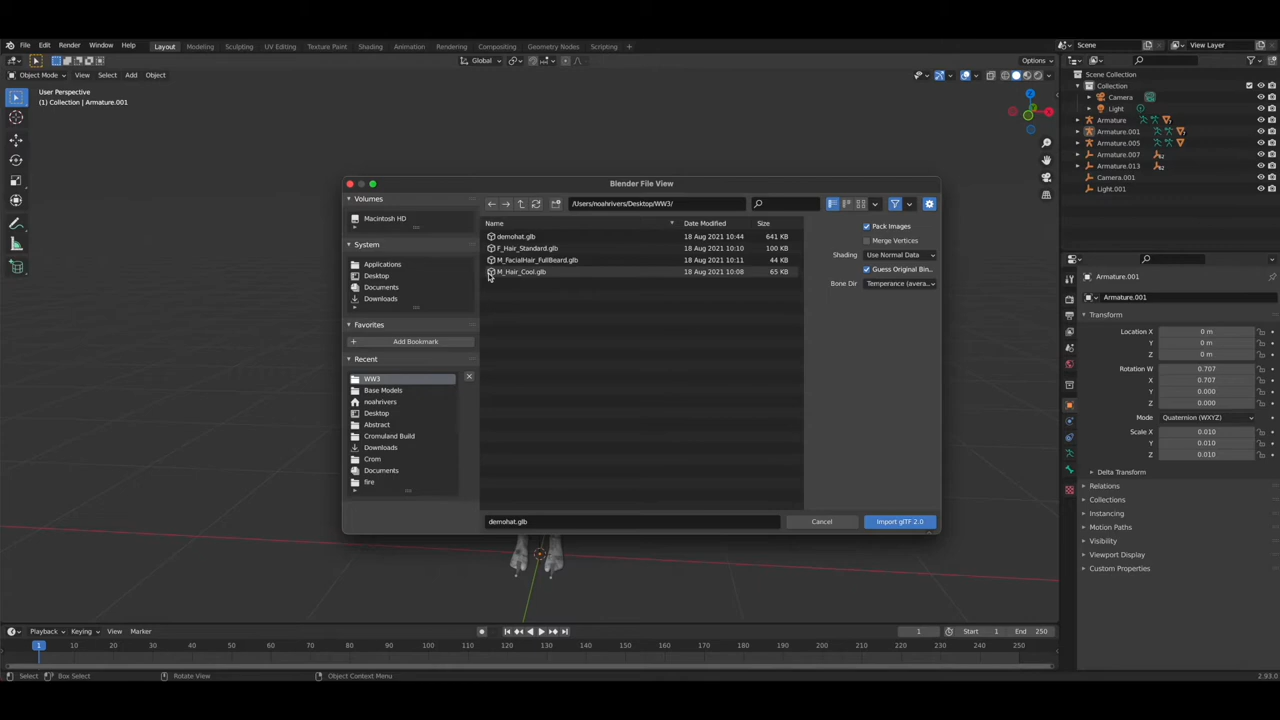 File Edit Render Window Help Layout Modeling Sculpting UV Editing Texture Paint Shading Animation Rendering Compositing Geometry Nodes Scripting + Scene View Layer
Global Options
Object Mode View Select Add Object
User Perspective
(1) Collection | Armature.001
Scene Collection
Collection
Camera
Light
Armature
Armature.001
Armature.005
Armature.007
Armature.013
Camera.001
Light.001
Blender File View
Volumes
Macintosh HD
System
Applications
Desktop
Documents
Downloads
Favorites
+ Add Bookmark
Recent
WW3
Base Models
noahrivers
Desktop
Abstract
Cromuland Build
Downloads
Crom
Documents
fire
/Users/noahrivers/Desktop/WW3/
Name Date Modified Size
demohat.glb 18 Aug 2021 10:44 641 KB
F_Hair_Standard.glb 18 Aug 2021 10:10 100 KB
M_FacialHair_FullBeard.glb 18 Aug 2021 10:11 44 KB
M_Hair_Cool.glb 18 Aug 2021 10:08 65 KB
Pack Images
Merge Vertices
Shading Use Normal Data
Guess Original Bin..
Bone Dir Temperance (avera..
demohat.glb Cancel Import glTF 2.0
Armature.001
Armature.001
Transform
Location X 0 m
Y 0 m
Z 0 m
Rotation W 0.707
X 0.707
Y 0.000
Z 0.000
Mode Quaternion (WXYZ)
Scale X 0.010
Y 0.010
Z 0.010
Delta Transform
Relations
Collections
Instancing
Motion Paths
Visibility
Viewport Display
Custom Properties
Playback Keying View Marker 1 Start 1 End 250
1 10 20 30 40 50 60 70 80 90 100 110 120 130 140 150 160 170 180 190 200 210 220 230 240 250
Select Box Select Rotate View Object Context Menu 2.93.0